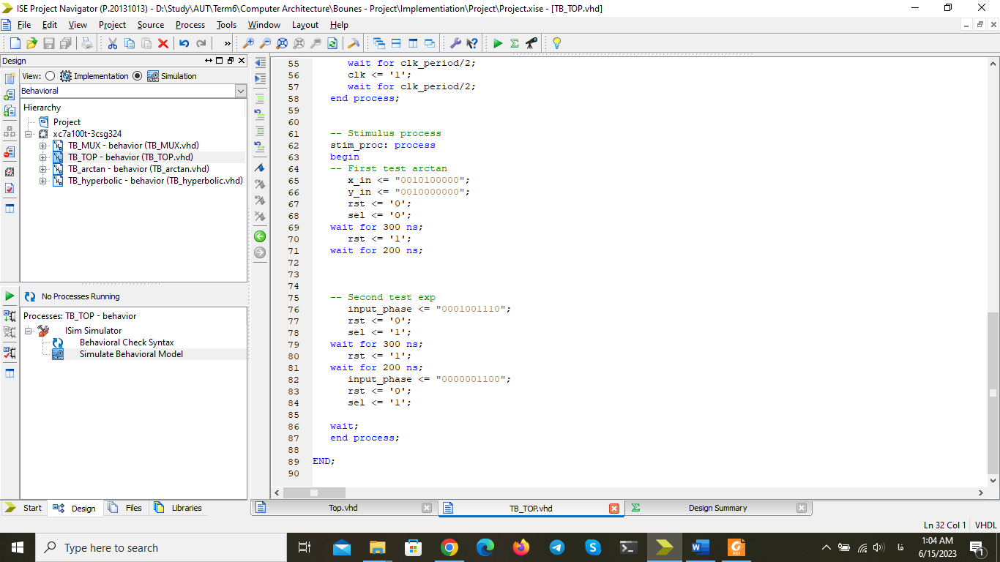 ISE Project Navigator (P.20131013) - D:\Study\AUT\Term6\Computer Architecture\Bounes - Project\Implementiation\Project\Project.xise - [TB_TOP.vhd]
File Edit View Project Source Process Tools Window Layout Help
Design
View: Implementation Simulation
Behavioral
Hierarchy
Project
xc7a100t-3csg324
TB_MUX - behavior (TB_MUX.vhd)
TB_TOP - behavior (TB_TOP.vhd)
TB_arctan - behavior (TB_arctan.vhd)
TB_hyperbolic - behavior (TB_hyperbolic.vhd)
No Processes Running
Processes: TB_TOP - behavior
ISim Simulator
Behavioral Check Syntax
Simulate Behavioral Model
Start Design Files Libraries
55 wait for clk_period/2;
56 clk <= '1';
57 wait for clk_period/2;
58 end process;
59
60
61 -- Stimulus process
62 stim_proc: process
63 begin
64 -- First test arctan
65 x_in <= "0010100000";
66 y_in <= "0010000000";
67 rst <= '0';
68 sel <= '0';
69 wait for 300 ns;
70 rst <= '1';
71 wait for 200 ns;
72
73
74
75 -- Second test exp
76 input_phase <= "0001001110";
77 rst <= '0';
78 sel <= '1';
79 wait for 300 ns;
80 rst <= '1';
81 wait for 200 ns;
82 input_phase <= "0000001100";
83 rst <= '0';
84 sel <= '1';
85
86 wait;
87 end process;
88
89 END;
90
Top.vhd TB_TOP.vhd Design Summary
Ln 32 Col 1 VHDL
Type here to search
فا
1:04 AM
6/15/2023
1